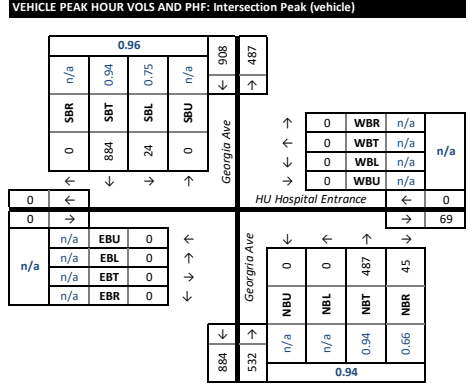 VEHICLE PEAK HOUR VOLS AND PHF: Intersection Peak (vehicle)
0.96
908 487
n/a 0.94 0.75 n/a
↓ ↑
SBR SBT SBL SBU
0 884 24 0
Georgia Ave
← ↓ → ↑
↑ 0 WBR n/a
← 0 WBT n/a
↓ 0 WBL n/a
→ 0 WBU n/a
n/a
0 ←
HU Hospital Entrance ← 0
0 →
→ 69
n/a
n/a EBU 0 ←
n/a EBL 0 ↑
n/a EBT 0 →
n/a EBR 0 ↓
Georgria Ave
↓ ← ↑ →
0 0 487 45
NBU NBL NBT NBR
n/a n/a 0.94 0.66
↓ ↑
884 532
0.94